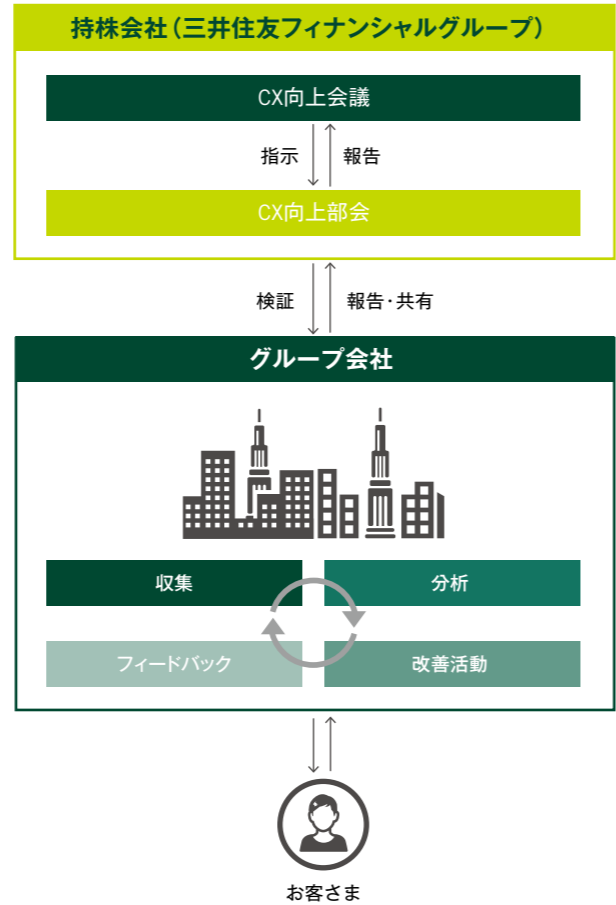 持株会社（三井住友フィナンシャルグループ）
CX向上会議
指示 報告
CX向上部会
検証 報告・共有
グループ会社
収集 分析
フィードバック 改善活動
お客さま